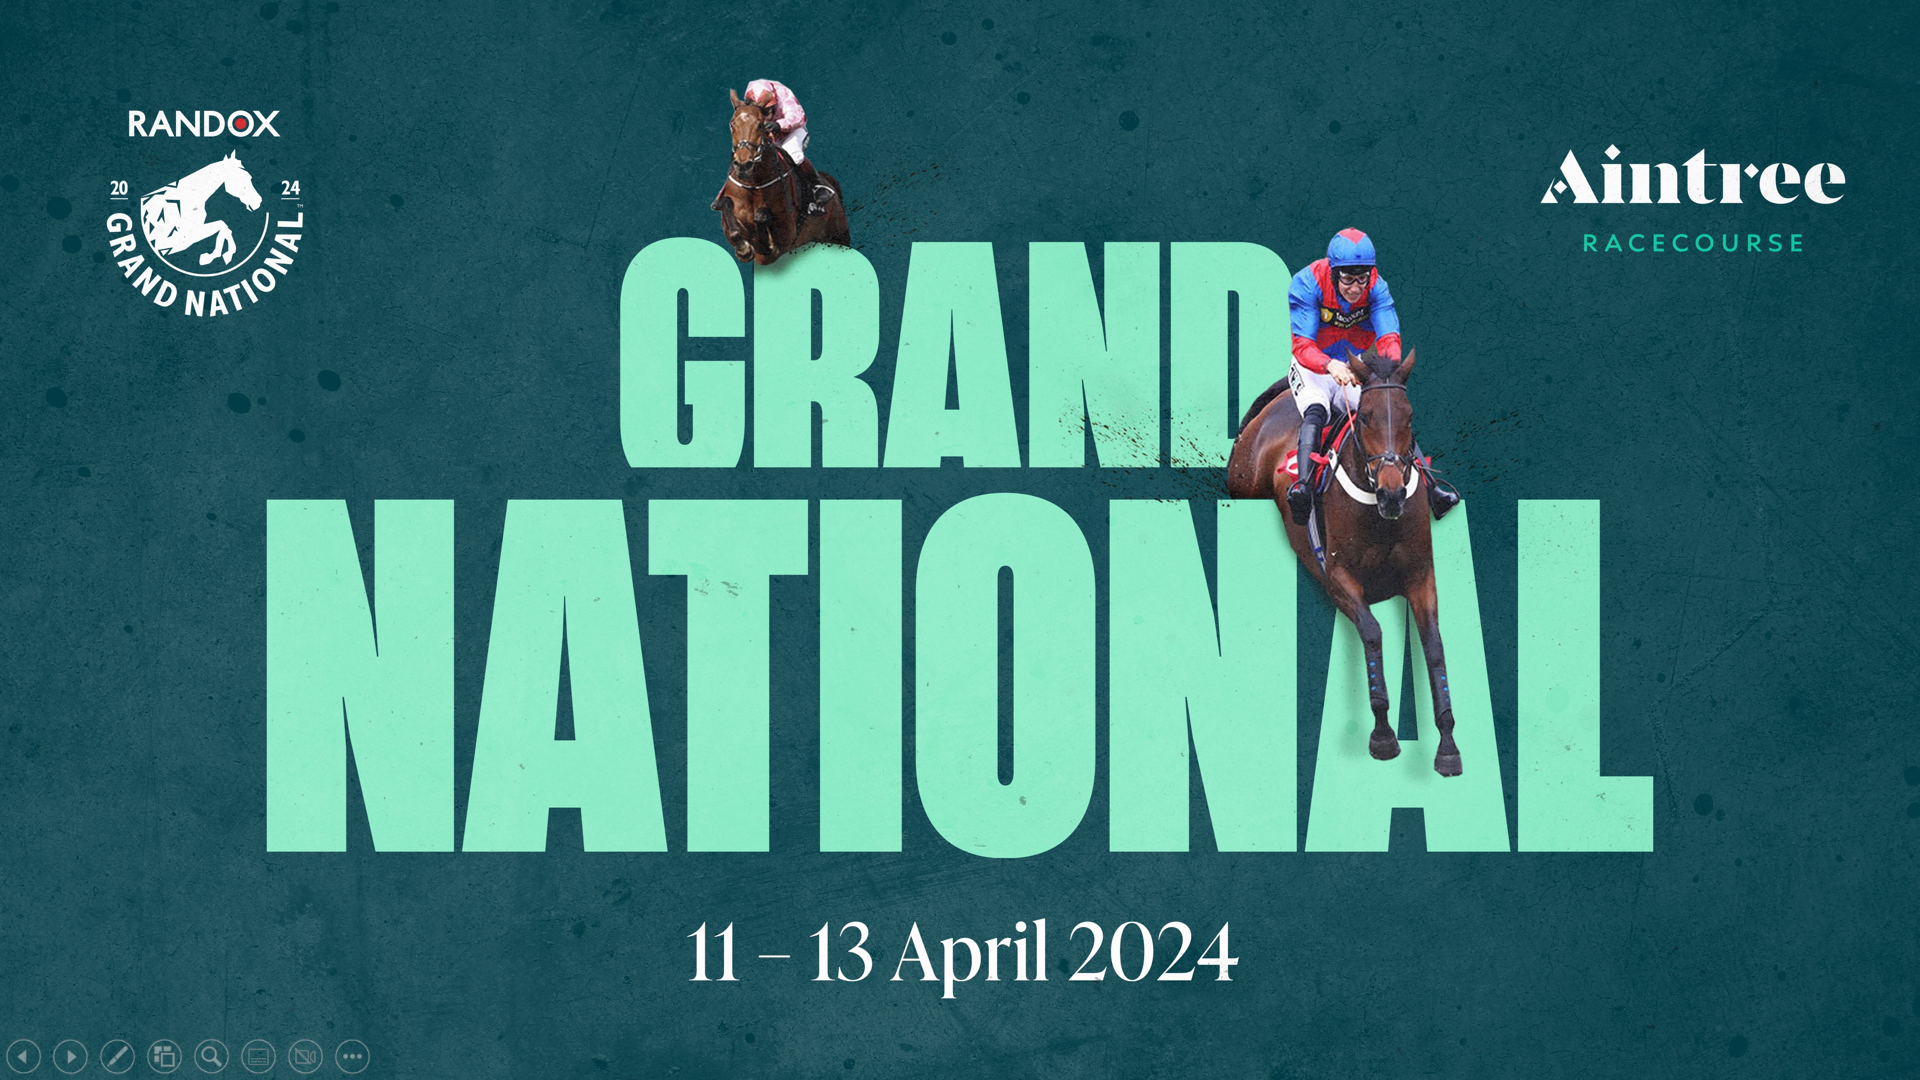 RANDOX
20 24
GRAND NATIONAL
Aintree
RACECOURSE
GRAND
NATIONAL
11 – 13 April 2024